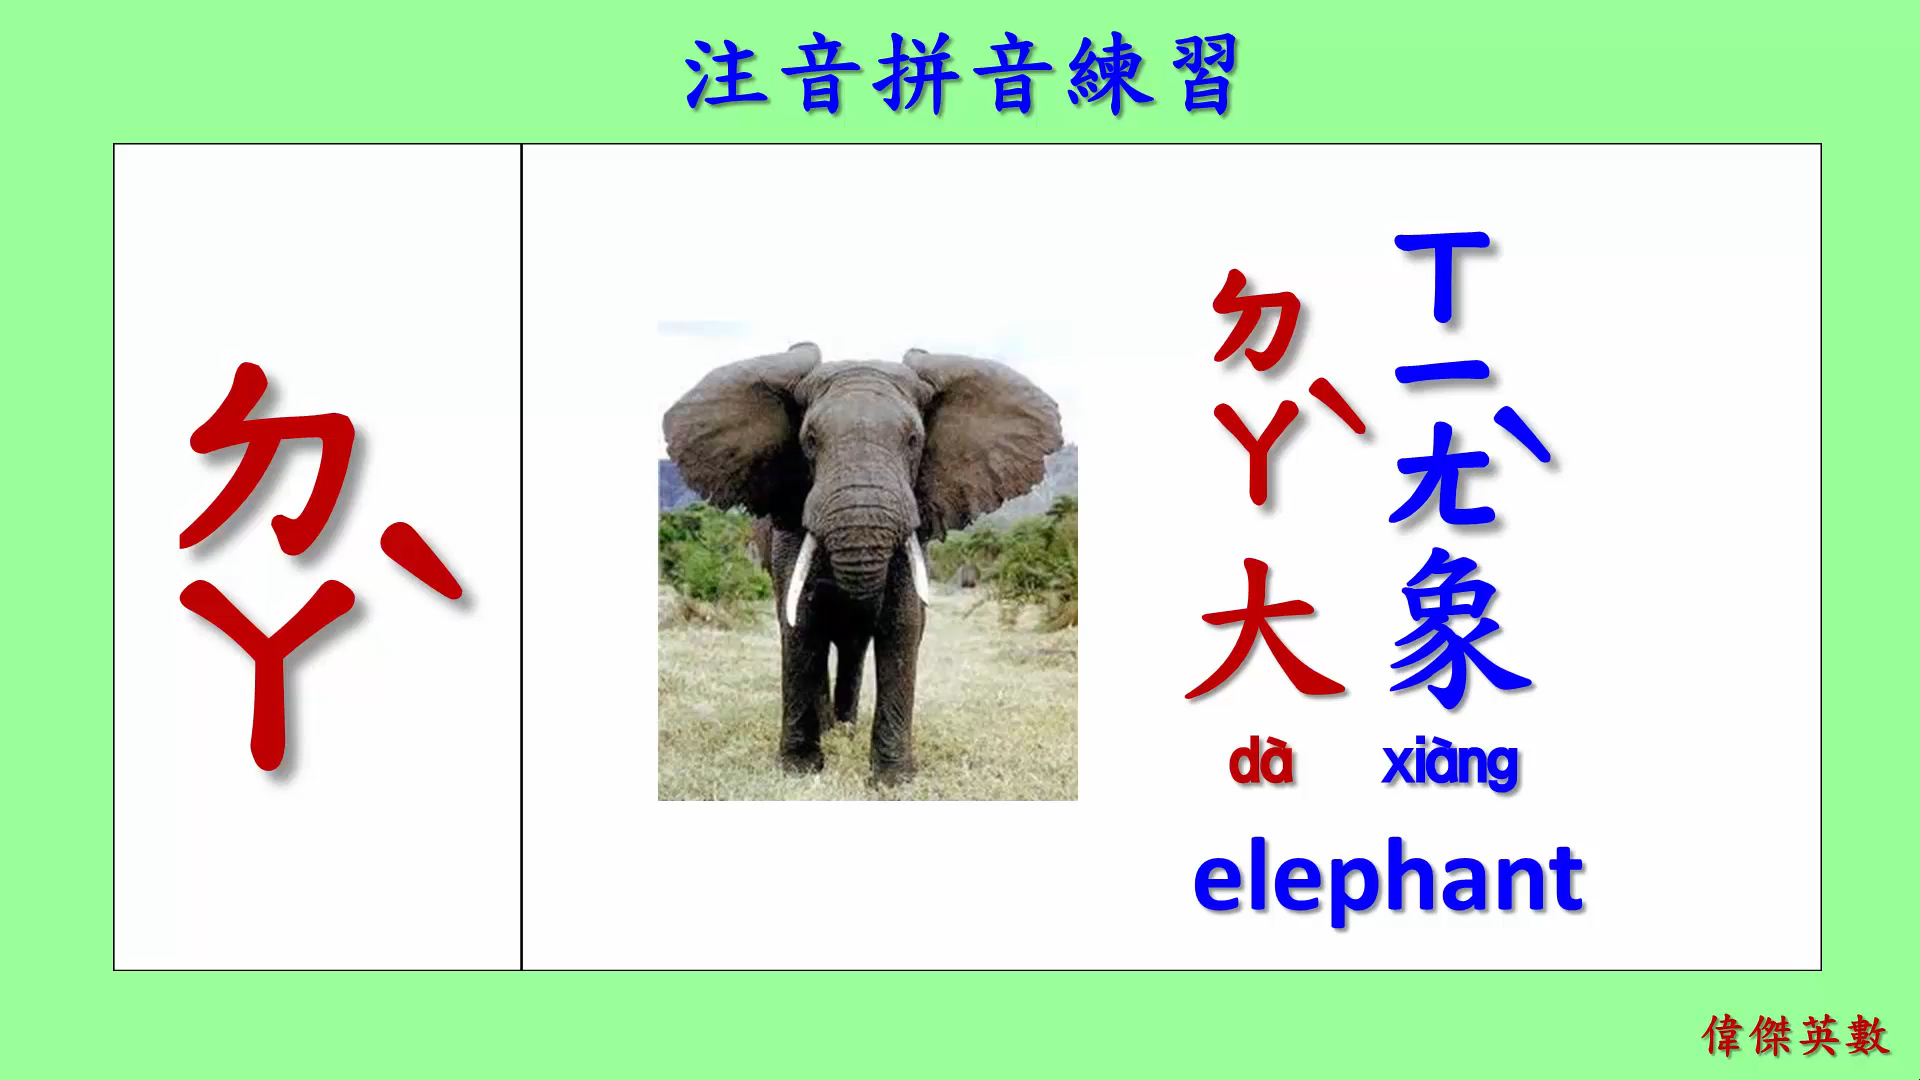 注音拼音練習
ㄉㄚˋ
ㄉㄚˋ ㄒㄧㄤˋ
大象
dà xiàng
elephant
偉傑英數